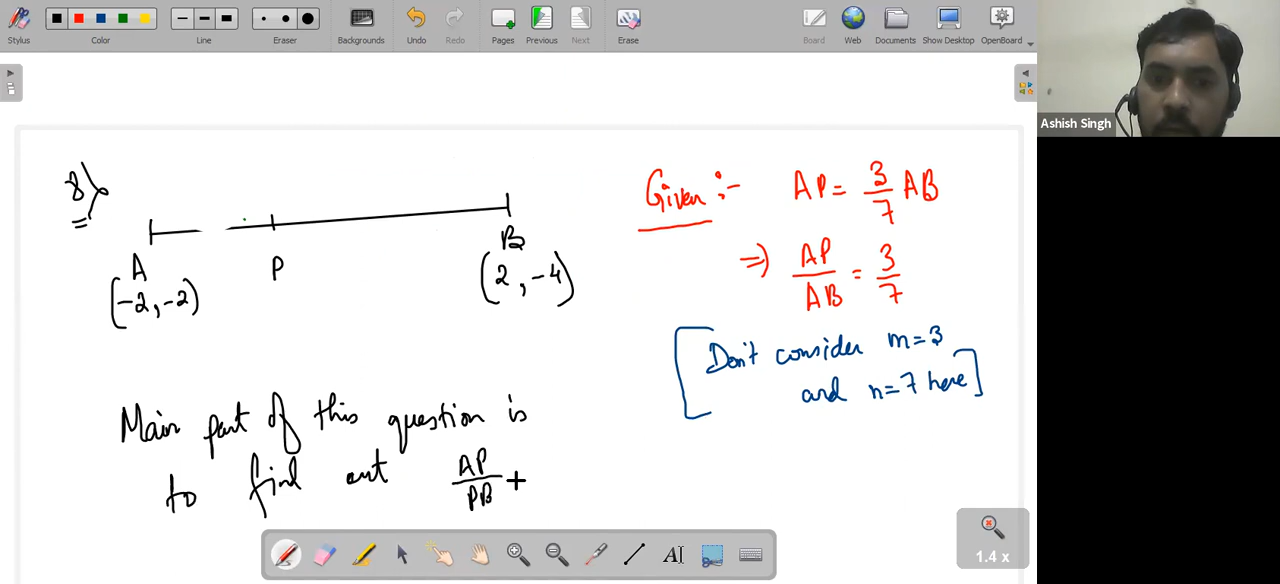 Stylus
Color
Line
Eraser
Backgrounds
Undo
Redo
Pages
Previous
Next
Erase
Board
Web
Documents
Show Desktop
OpenBoard
Ashish Singh
8)
A
P
B
(-2, -2)
(2, -4)
Given :- AP = 3/7 AB
=) AP/AB = 3/7
[Don't consider m=3
and n=7 here]
Main part of this question is
to find out AP/PB +
1.4 x